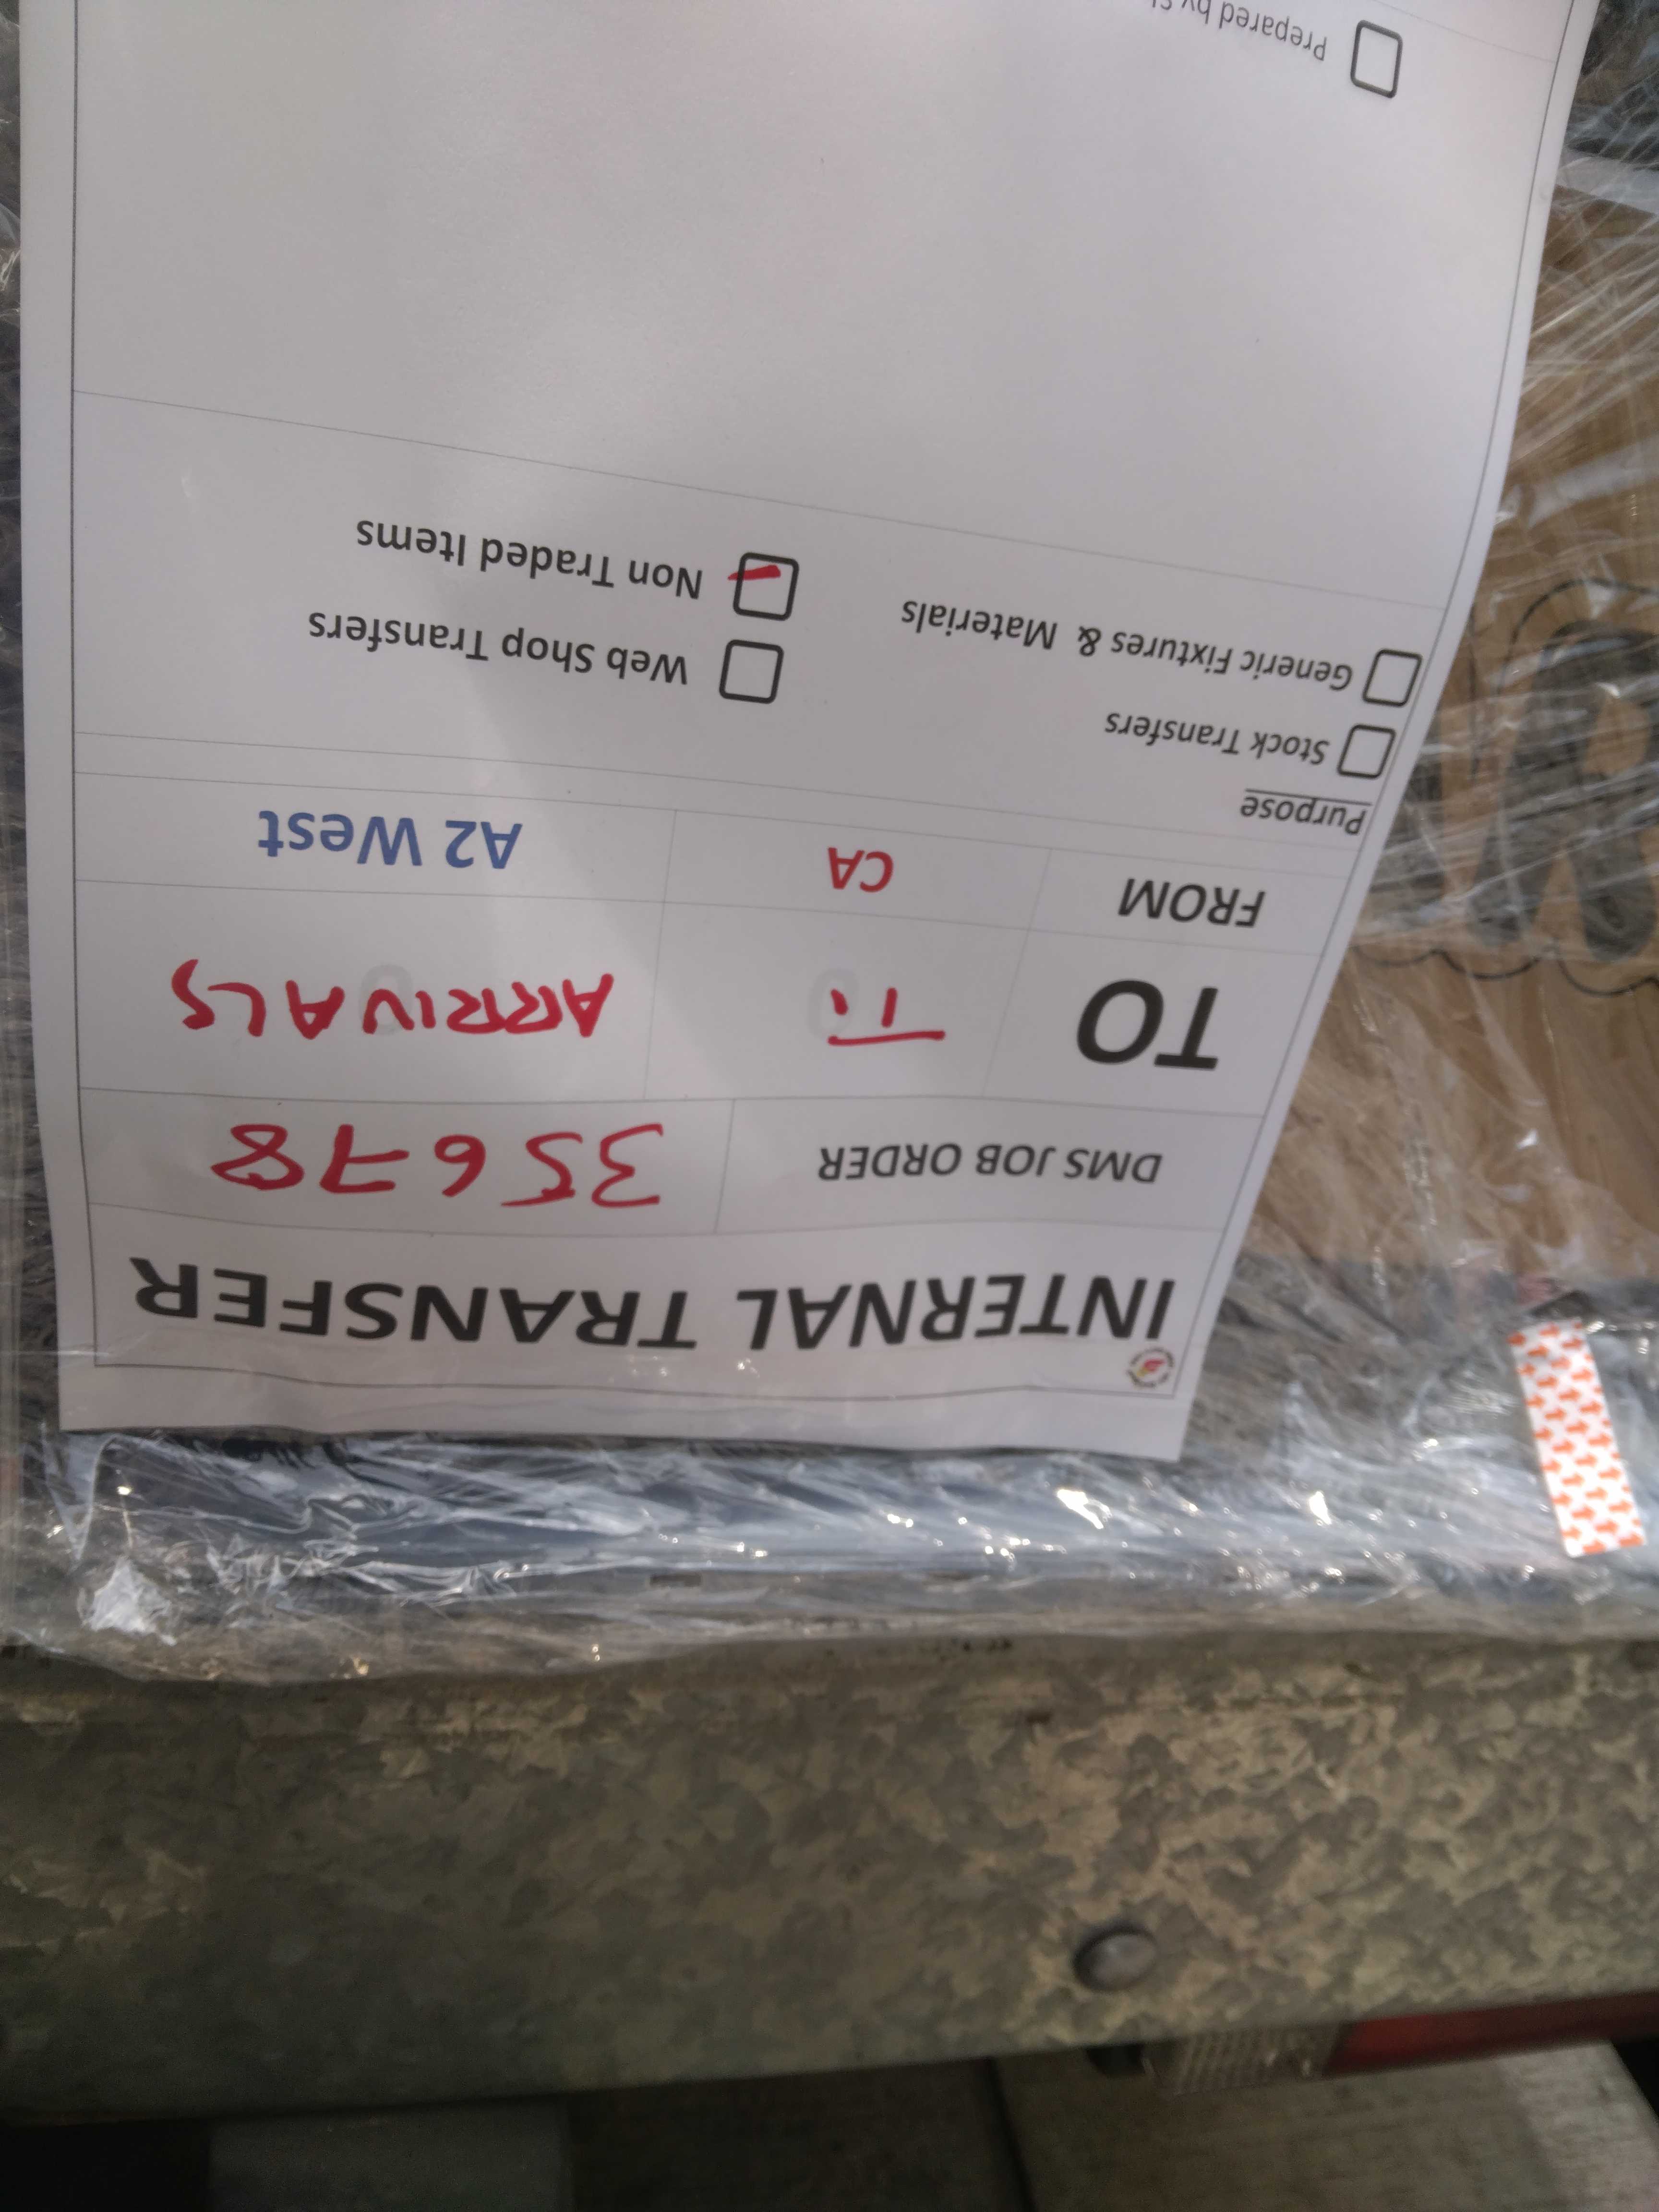 INTERNAL TRANSFER
DMS JOB ORDER 35678
TO ARRIVALS
FROM CA A2 West
Purpose
Stock Transfers Web Shop Transfers
Generic Fixtures & Materials Non Traded Items
Prepared by